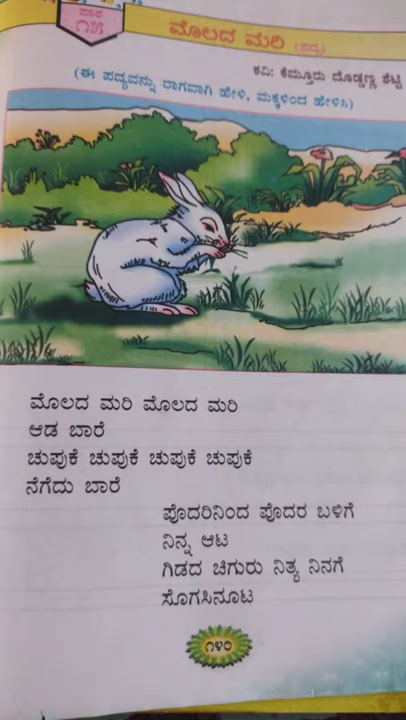 ಪಾಠ
೧೫
ಮೊಲದ ಮರಿ (ಪದ್ಯ)
ಕವಿ: ಕೆಮ್ತೂರು ದೊಡ್ಡಣ್ಣ ಶೆಟ್ಟಿ
(ಈ ಪದ್ಯವನ್ನು ರಾಗವಾಗಿ ಹೇಳಿ, ಮಕ್ಕಳಿಂದ ಹೇಳಿಸಿ)
ಮೊಲದ ಮರಿ ಮೊಲದ ಮರಿ
ಆಡ ಬಾರೆ
ಚುಪುಕೆ ಚುಪುಕೆ ಚುಪುಕೆ ಚುಪುಕೆ
ನೆಗೆದು ಬಾರೆ
ಪೊದರಿನಿಂದ ಪೊದರ ಬಳಿಗೆ
ನಿನ್ನ ಆಟ
ಗಿಡದ ಚಿಗುರು ನಿತ್ಯ ನಿನಗೆ
ಸೊಗಸಿನೂಟ
೧೪೦